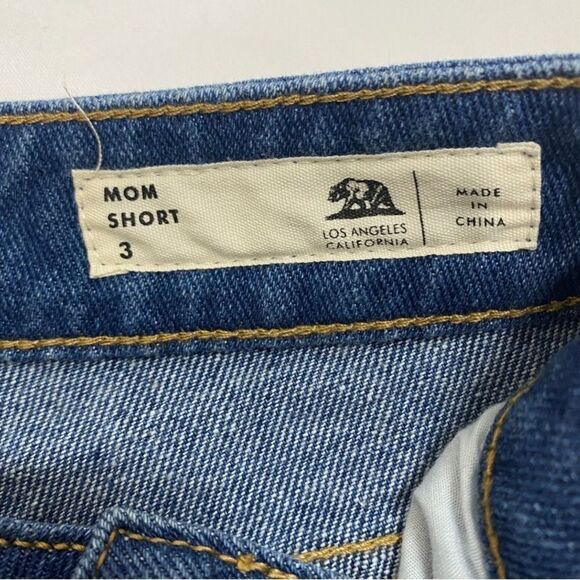 MOM
SHORT
3
LOS ANGELES
CALIFORNIA
MADE
IN
CHINA